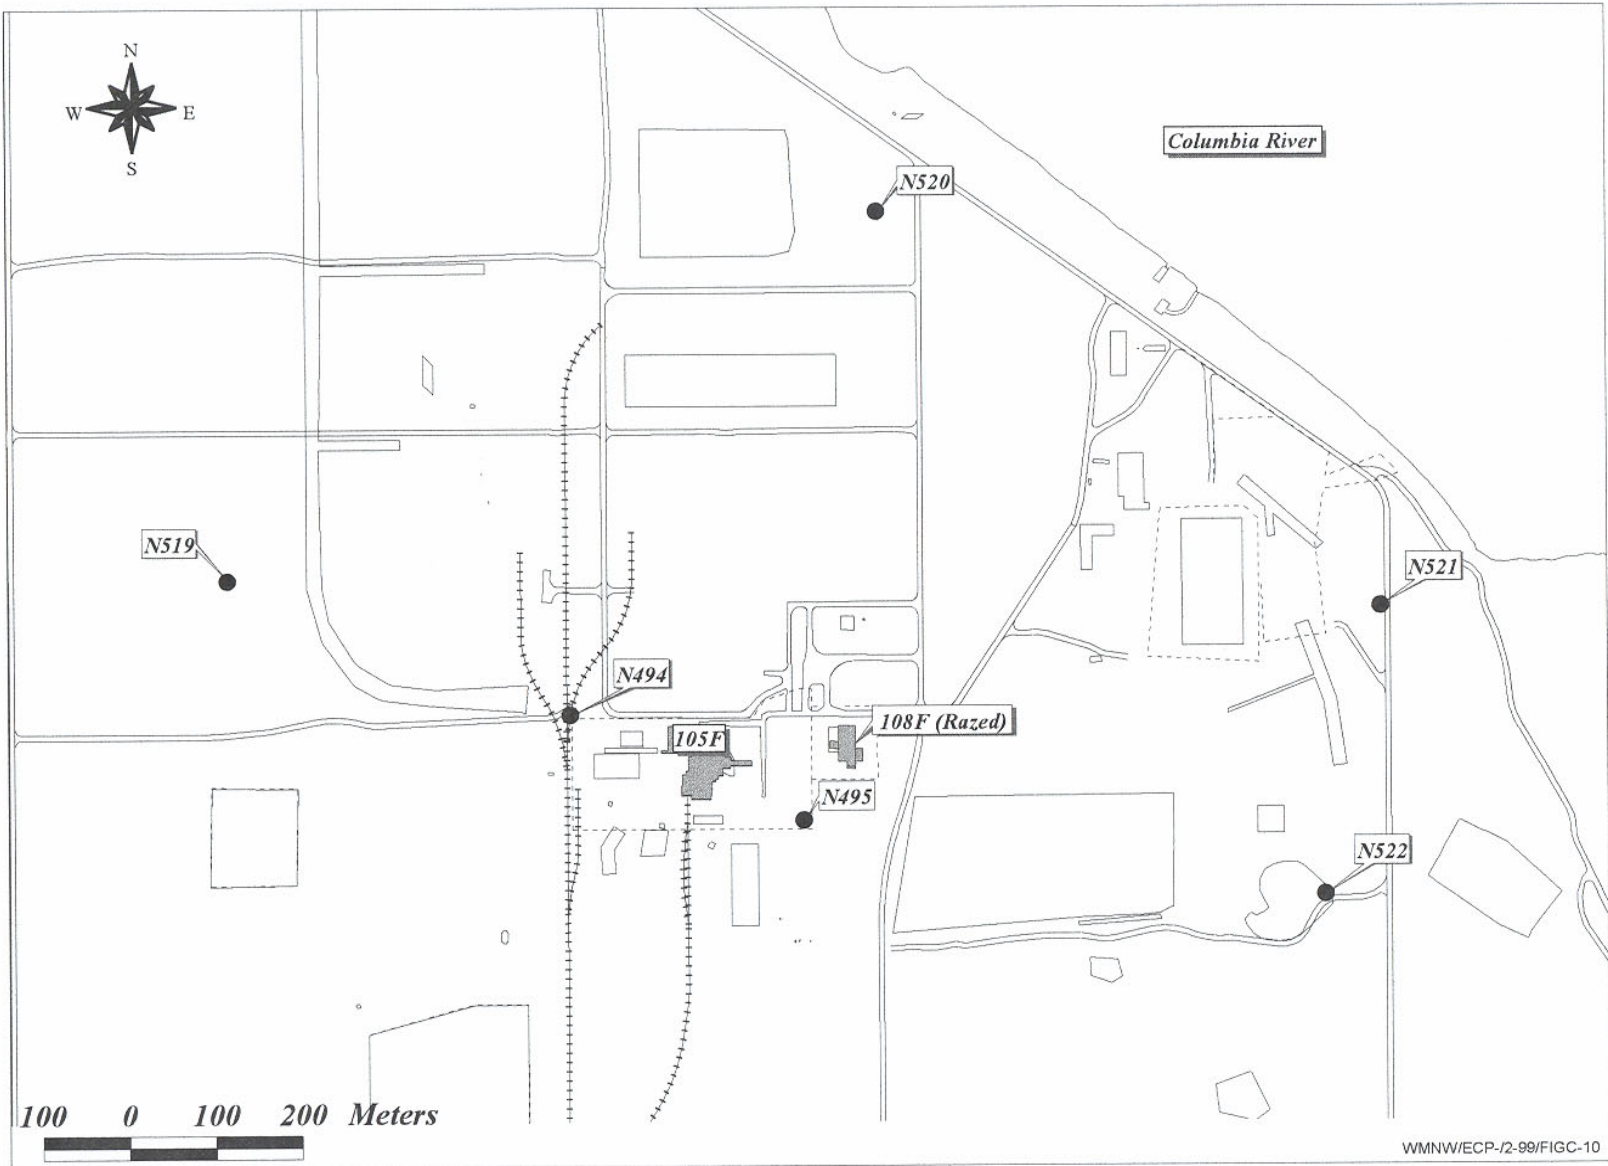 N
W E
S
Columbia River
N520
N519
N521
N494
108F (Razed)
105F
N495
N522
100 0 100 200 Meters
WMNW/ECP-/2-99/FIGC-10